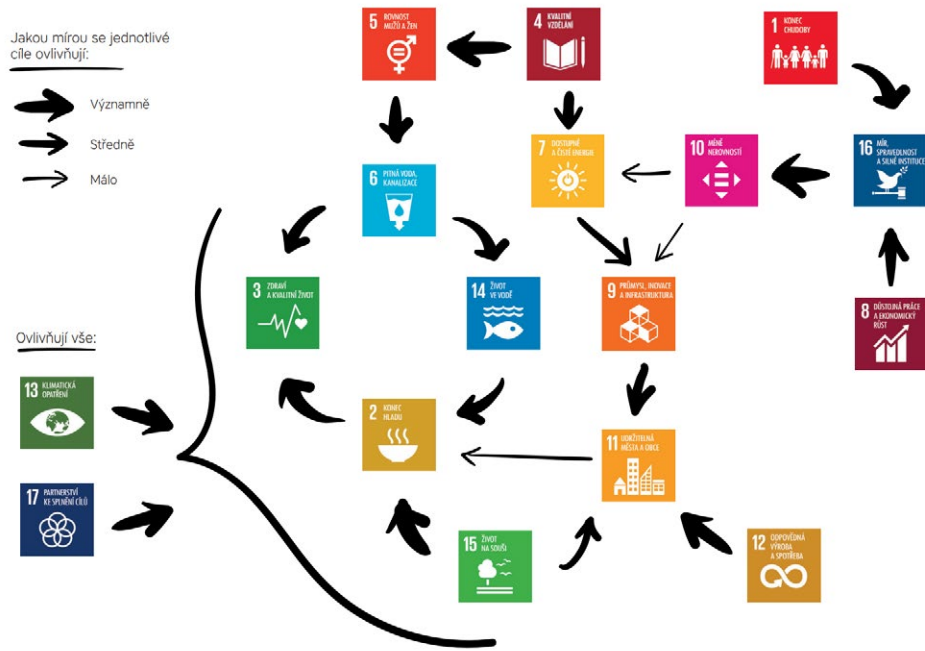 Jakou mírou se jednotlivé
cíle ovlivňují:
Významně
Středně
Málo
5 ROVNOST
MUŽŮ A ŽEN
4 KVALITNÍ
VZDĚLÁNÍ
1 KONEC
CHUDOBY
7 DOSTUPNÉ
A ČISTÉ ENERGIE
10 MÉNĚ
NEROVNOSTÍ
16 MÍR,
SPRAVEDLNOST
A SILNÉ INSTITUCE
6 PITNÁ VODA,
KANALIZACE
3 ZDRAVÍ
A KVALITNÍ ŽIVOT
14 ŽIVOT
VE VODĚ
9 PRŮMYSL, INOVACE
A INFRASTRUKTURA
8 DŮSTOJNÁ PRÁCE
A EKONOMICKÝ
RŮST
Ovlivňují vše:
13 KLIMATICKÁ
OPATŘENÍ
2 KONEC
HLADU
11 UDRŽITELNÁ
MĚSTA A OBCE
17 PARTNERSTVÍ
KE SPLNĚNÍ CÍLŮ
15 ŽIVOT
NA SOUŠI
12 ODPOVĚDNÁ
VÝROBA
A SPOTŘEBA